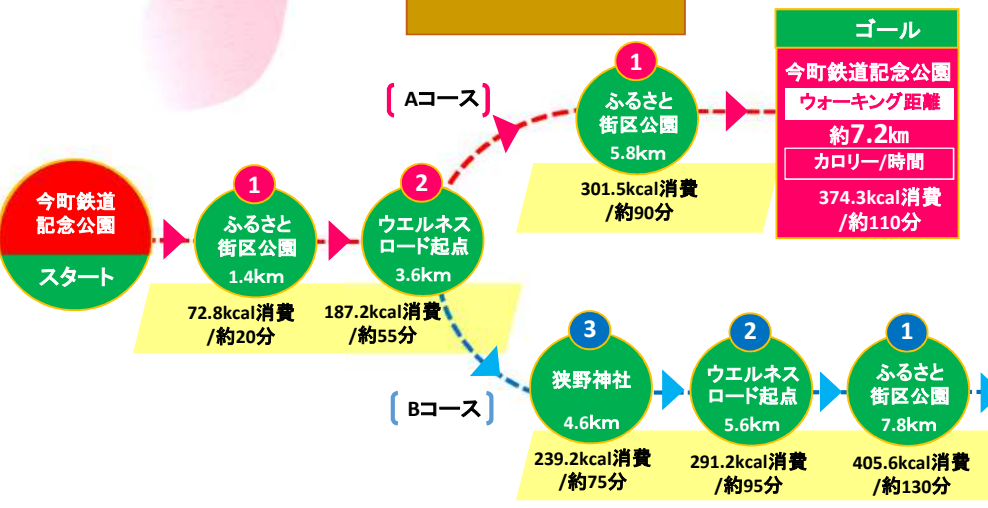 今町鉄道
記念公園
スタート
1
ふるさと
街区公園
1.4km
72.8kcal消費
/約20分
2
ウエルネス
ロード起点
3.6km
187.2kcal消費
/約55分
Aコース
1
ふるさと
街区公園
5.8km
301.5kcal消費
/約90分
ゴール
今町鉄道記念公園
ウォーキング距離
約7.2km
カロリー/時間
374.3kcal消費
/約110分
Bコース
3
狭野神社
4.6km
239.2kcal消費
/約75分
2
ウエルネス
ロード起点
5.6km
291.2kcal消費
/約95分
1
ふるさと
街区公園
7.8km
405.6kcal消費
/約130分